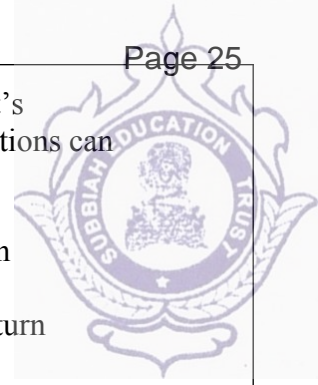 Page 25
’s
tions can
n
turn
SUBBIAH EDUCATION TRUST